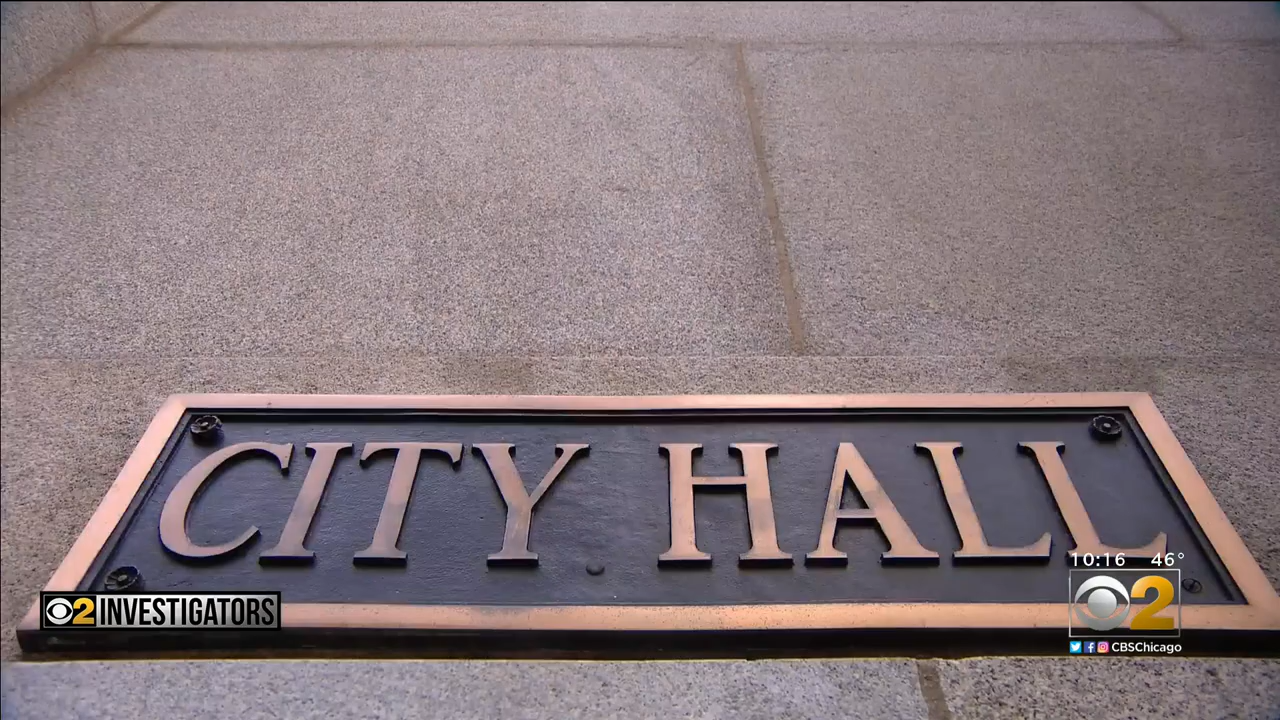 CITY HALL
10:16 46°
2 INVESTIGATORS
2
CBSChicago